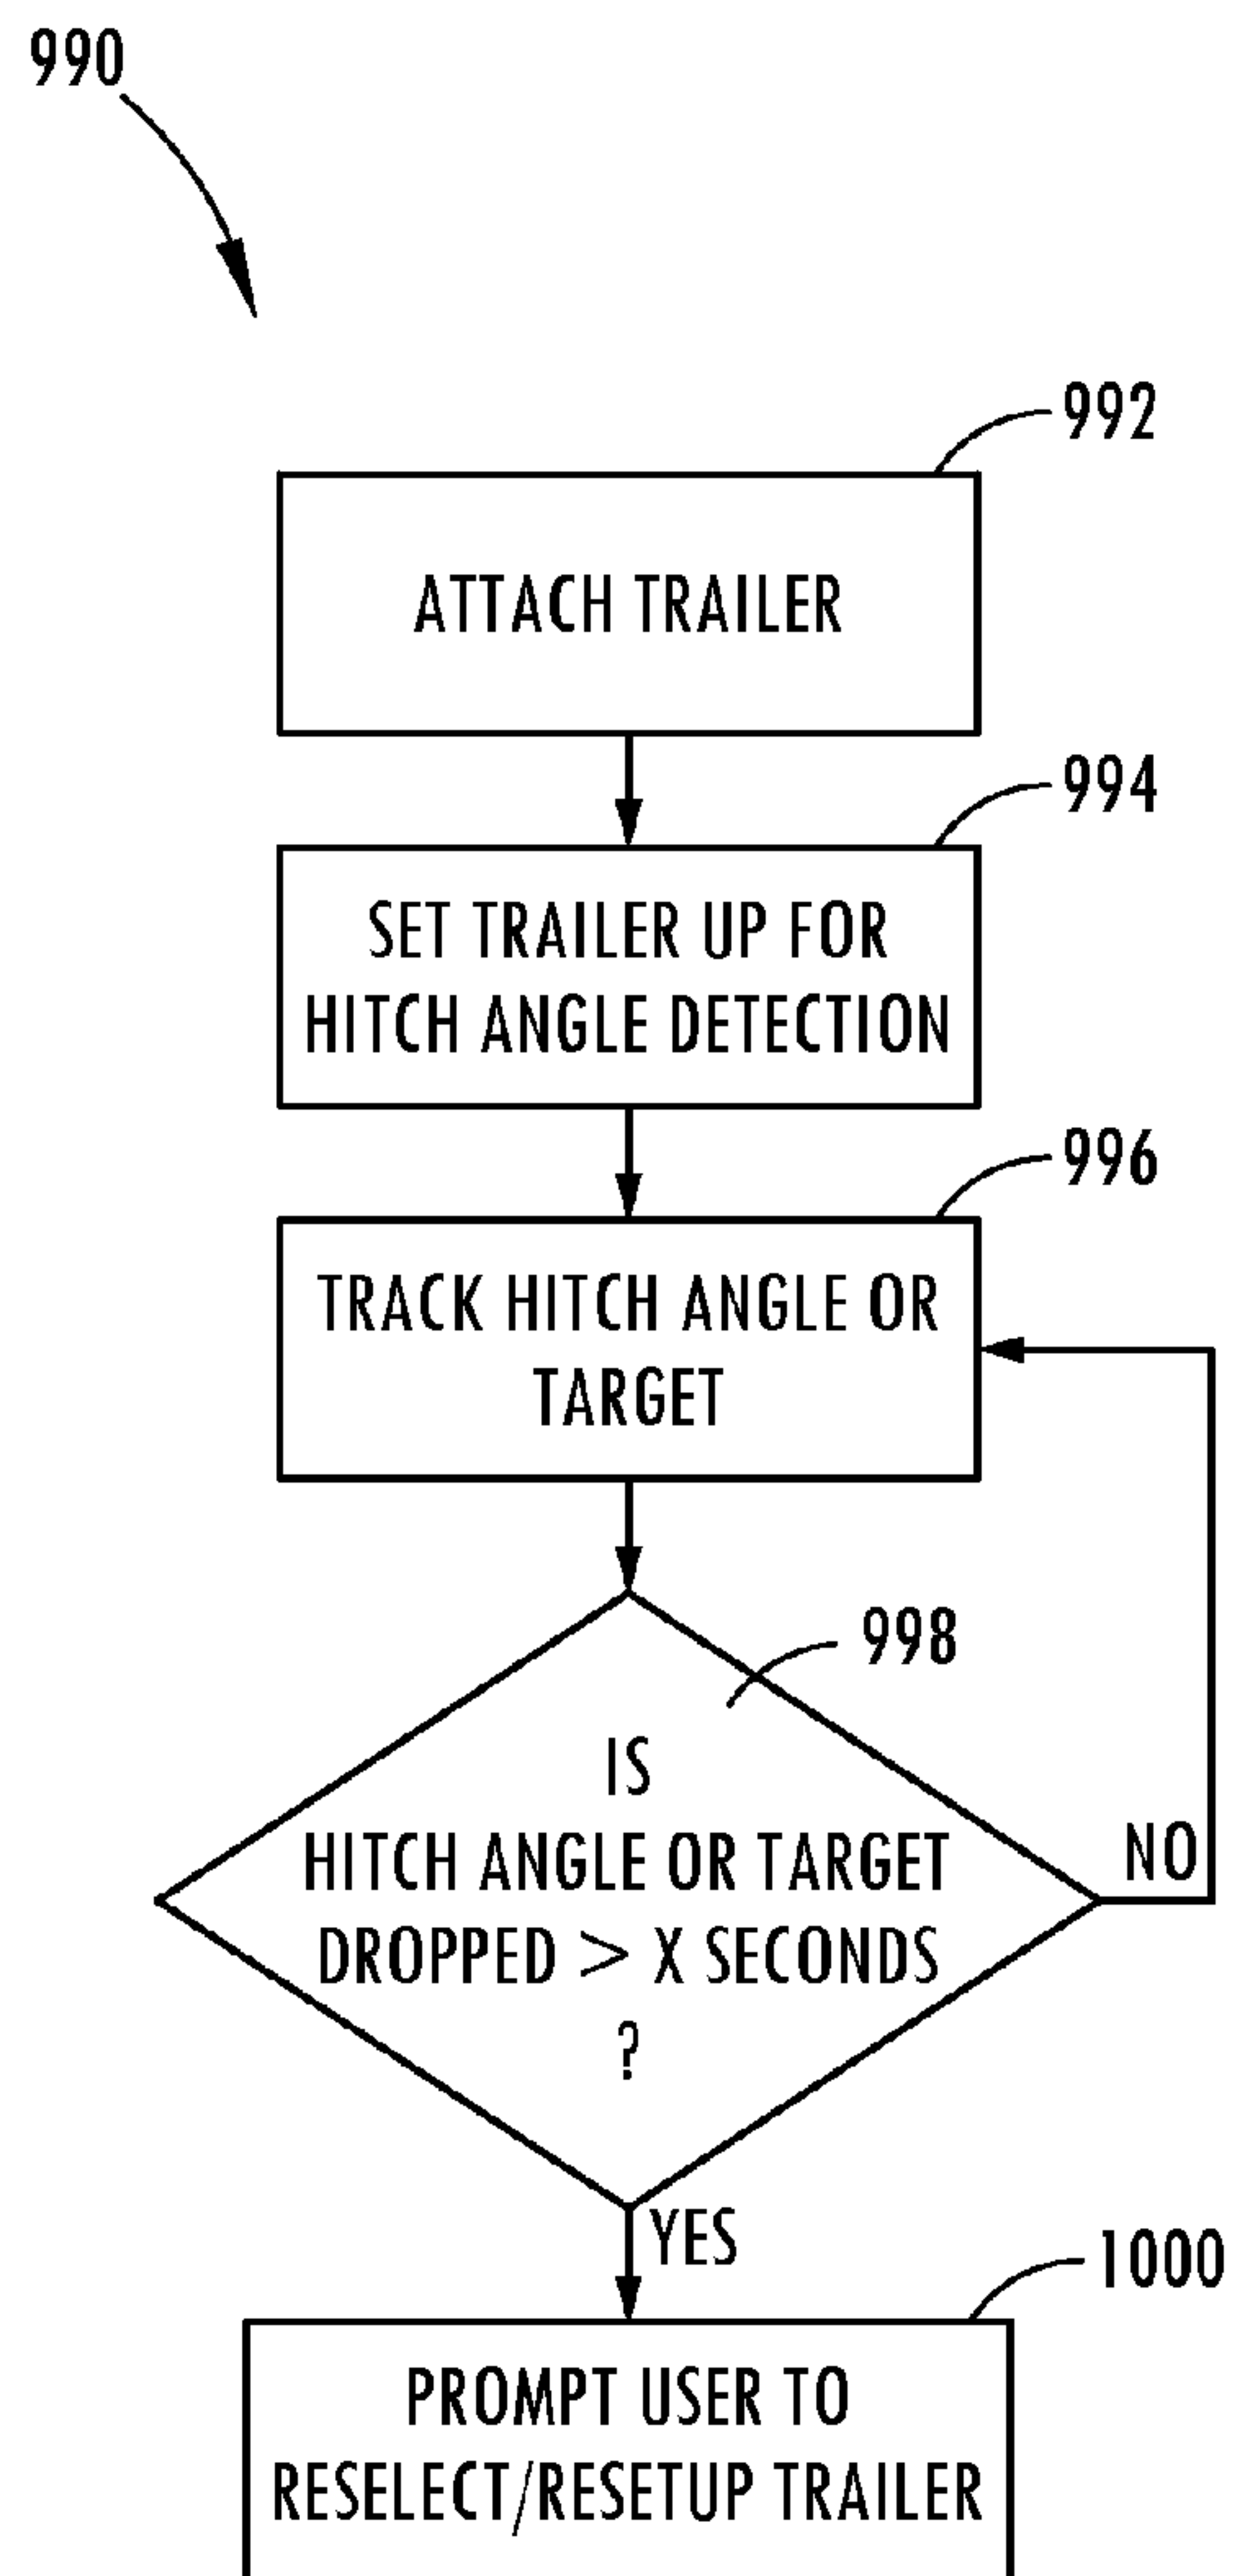 990
992
ATTACH TRAILER
994
SET TRAILER UP FOR
HITCH ANGLE DETECTION
996
TRACK HITCH ANGLE OR
TARGET
998
IS
HITCH ANGLE OR TARGET
DROPPED > X SECONDS
?
NO
YES
1000
PROMPT USER TO
RESELECT/RESETUP TRAILER